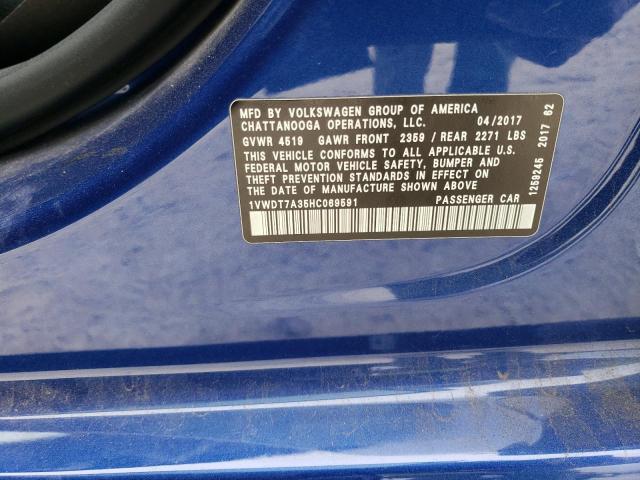 MFD BY VOLKSWAGEN GROUP OF AMERICA
CHATTANOOGA OPERATIONS, LLC. 04/2017
GVWR 4519 GAWR FRONT 2359 / REAR 2271 LBS
THIS VEHICLE CONFORMS TO ALL APPLICABLE U.S.
FEDERAL MOTOR VEHICLE SAFETY, BUMPER AND
THEFT PREVENTION STANDARDS IN EFFECT ON
THE DATE OF MANUFACTURE SHOWN ABOVE
1VWDT7A35HC069591 PASSENGER CAR
1259245 2017 62